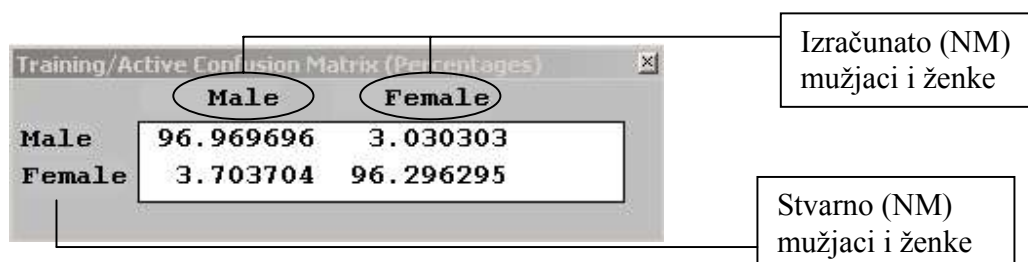 Izračunato (NM)
mužjaci i ženke
Training/Active Confusion Matrix (Percentages)
Male Female
Male 96.969696 3.030303
Female 3.703704 96.296295
Stvarno (NM)
mužjaci i ženke